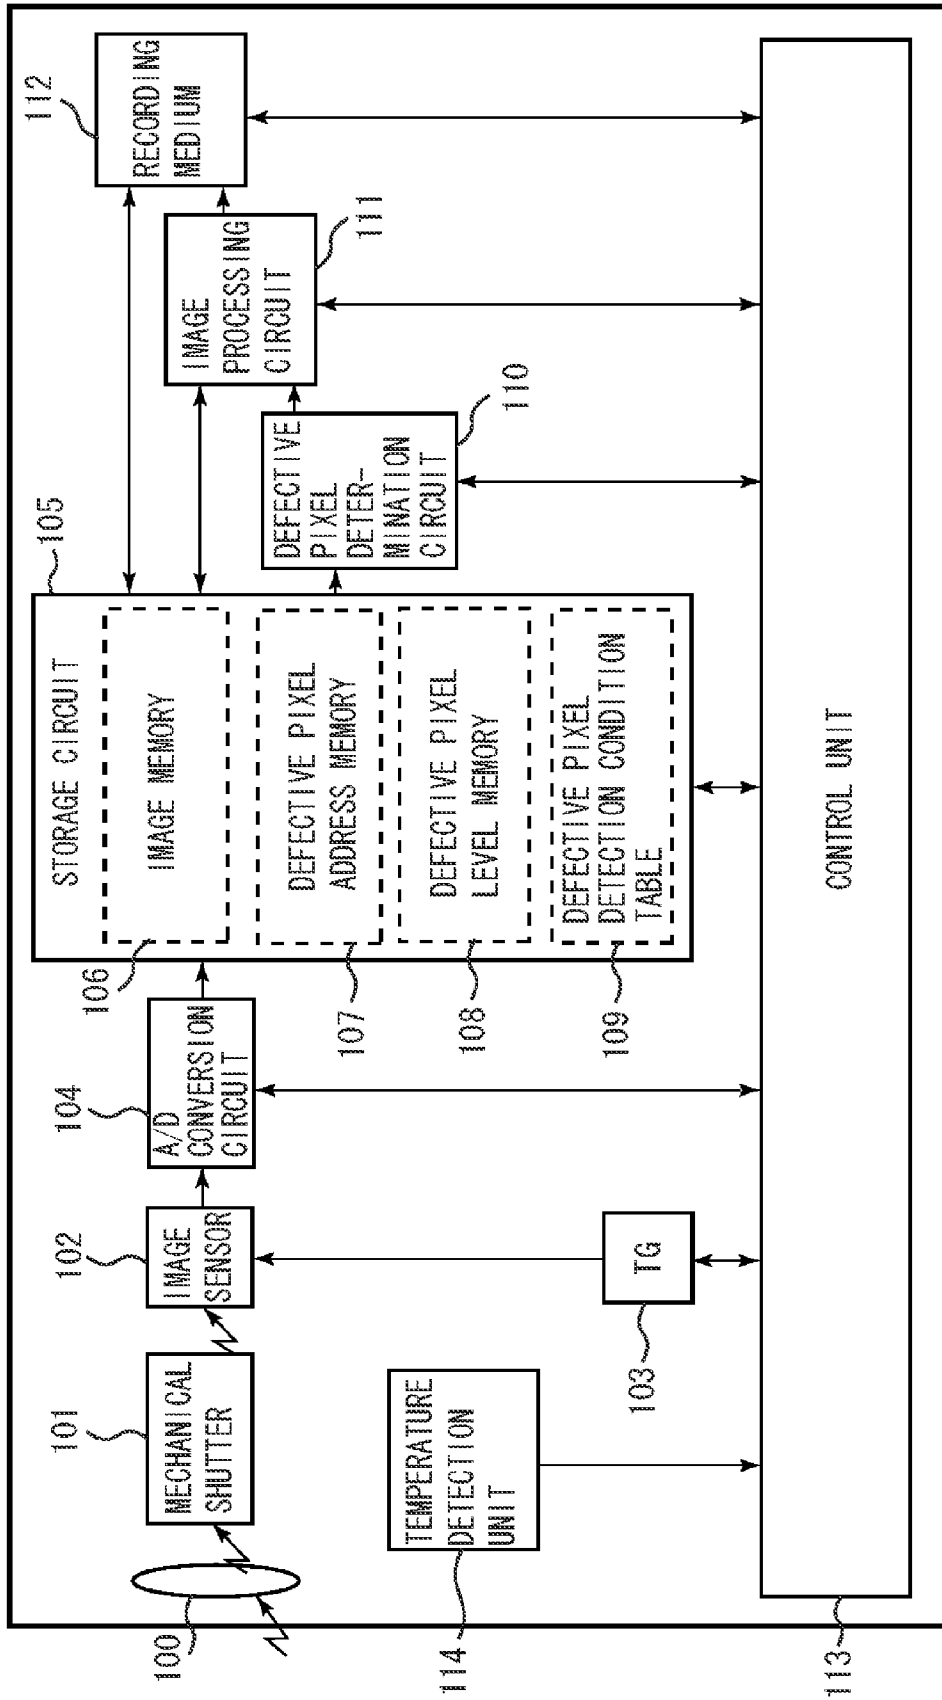 100
101
MECHANICAL
SHUTTER
102
IMAGE
SENSOR
104
A/D
CONVERSION
CIRCUIT
105
STORAGE CIRCUIT
106
IMAGE MEMORY
107
DEFECTIVE PIXEL
ADDRESS MEMORY
108
DEFECTIVE PIXEL
LEVEL MEMORY
109
DEFECTIVE PIXEL
DETECTION CONDITION
TABLE
110
DEFECTIVE
PIXEL
DETER-
MINATION
CIRCUIT
111
IMAGE
PROCESSING
CIRCUIT
112
RECORDING
MEDIUM
114
TEMPERATURE
DETECTION
UNIT
103
TG
113
CONTROL UNIT